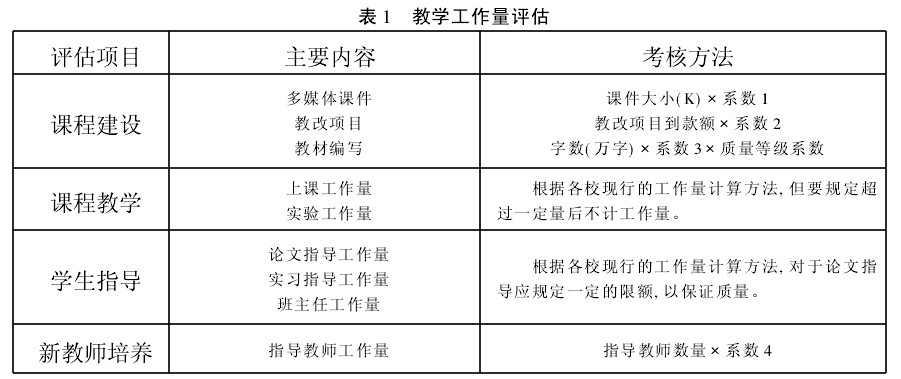 表 1 教学工作量评估
评估项目 主要内容 考核方法
课程建设
多媒体课件 课件大小(K) × 系数 1
教改项目 教改项目到款额 × 系数 2
教材编写 字数(万字) × 系数 3× 质量等级系数
课程教学
上课工作量
实验工作量
根据各校现行的工作量计算方法, 但要规定超
过一定量后不计工作量。
学生指导
论文指导工作量
实习指导工作量
班主任工作量
根据各校现行的工作量计算方法, 对于论文指
导应规定一定的限额, 以保证质量。
新教师培养 指导教师工作量 指导教师数量 × 系数 4